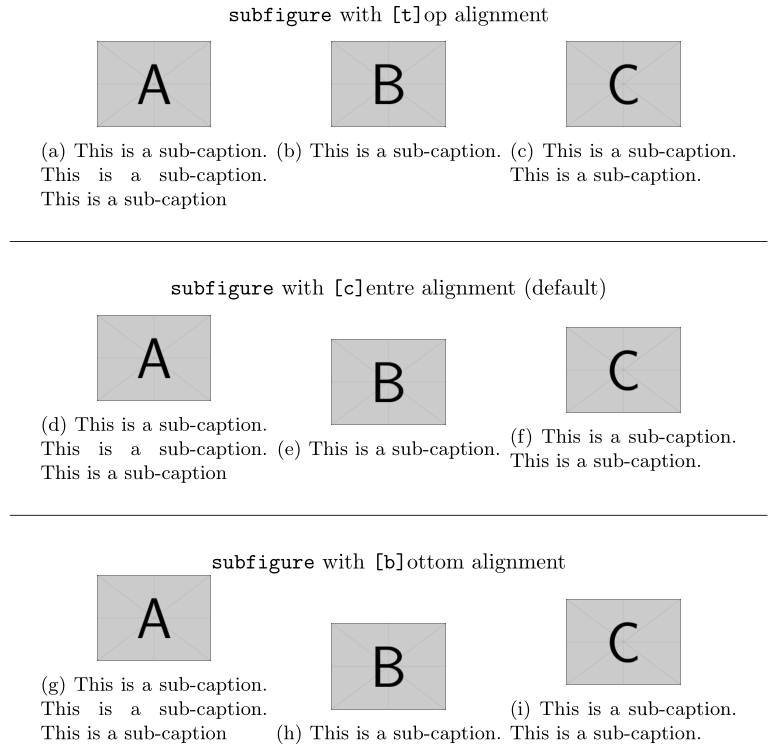 subfigure with [t]op alignment
A
B
C
(a) This is a sub-caption.
This is a sub-caption.
This is a sub-caption
(b) This is a sub-caption.
(c) This is a sub-caption.
This is a sub-caption.
subfigure with [c]entre alignment (default)
A
B
C
(d) This is a sub-caption.
This is a sub-caption.
This is a sub-caption
(e) This is a sub-caption.
(f) This is a sub-caption.
This is a sub-caption.
subfigure with [b]ottom alignment
A
B
C
(g) This is a sub-caption.
This is a sub-caption.
This is a sub-caption
(h) This is a sub-caption.
(i) This is a sub-caption.
This is a sub-caption.